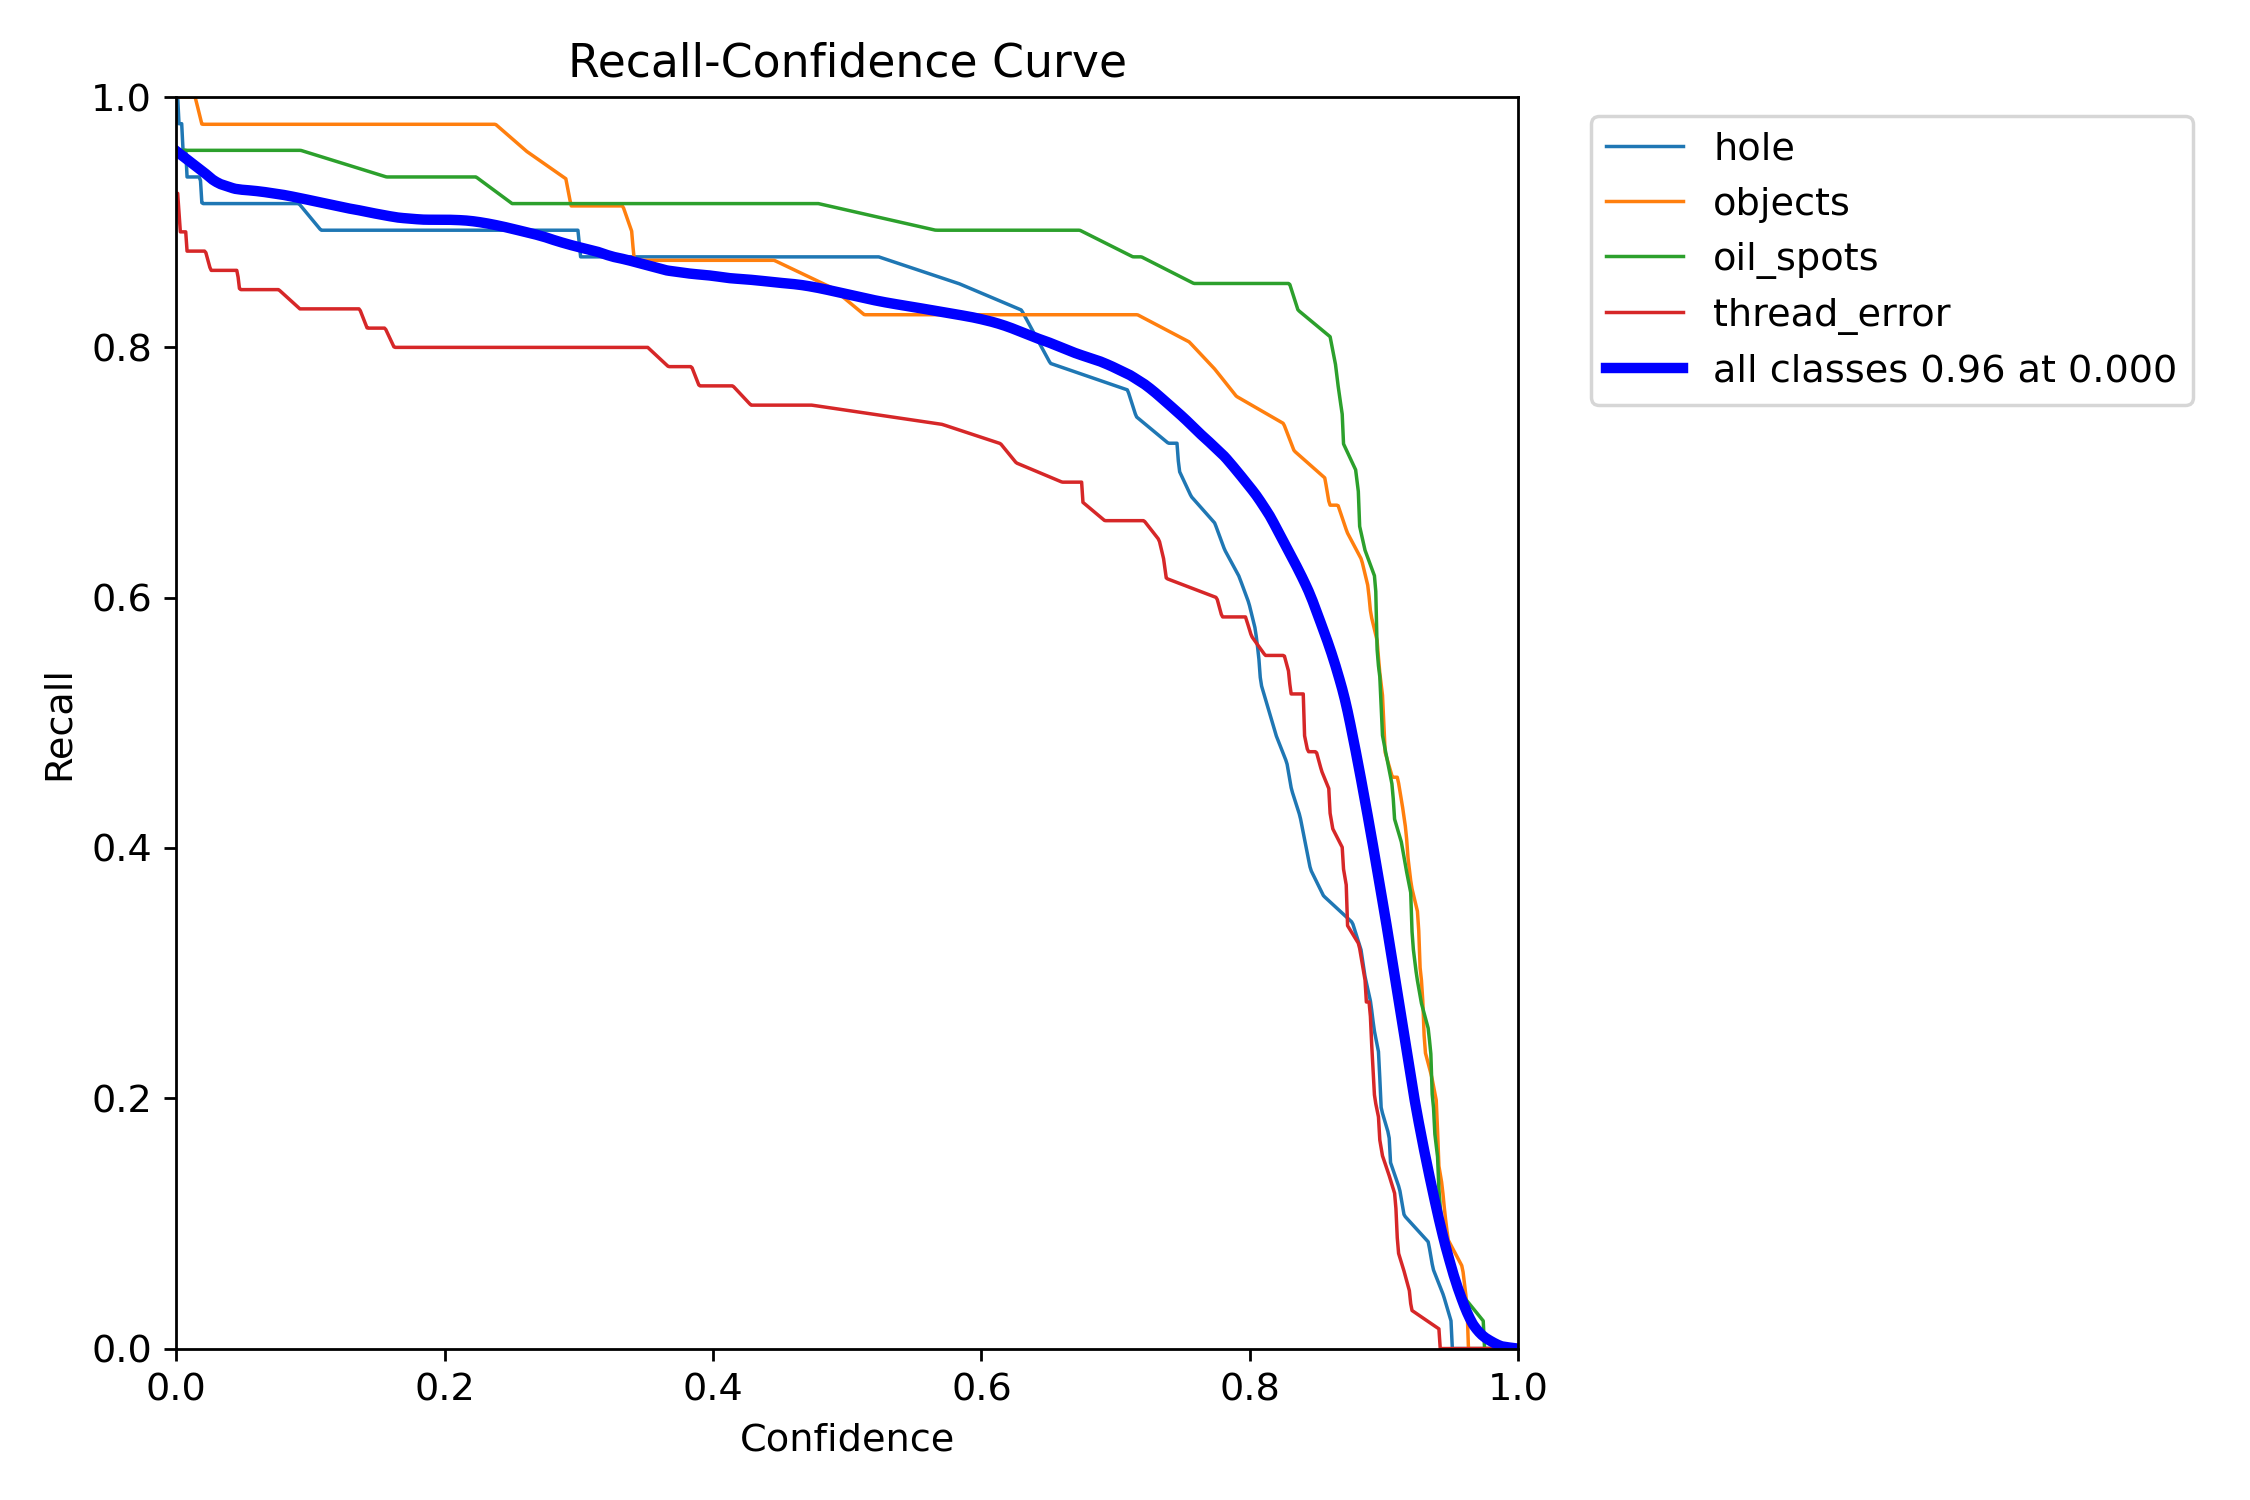 Recall-Confidence Curve
1.0
0.8
0.6
0.4
0.2
0.0
Recall
0.0 0.2 0.4 0.6 0.8 1.0
Confidence
hole
objects
oil_spots
thread_error
all classes 0.96 at 0.000